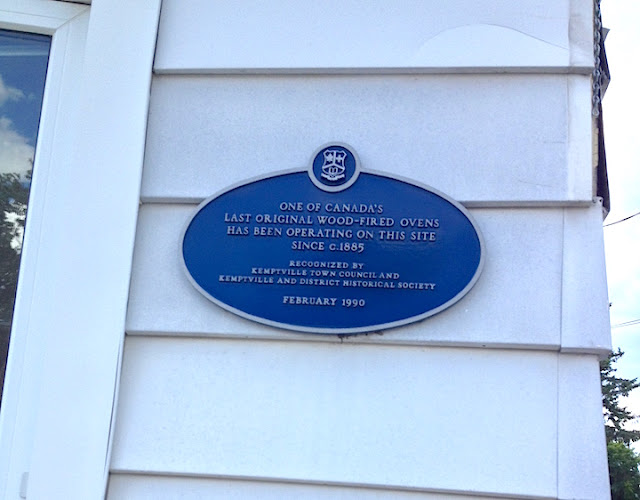 ONE OF CANADA'S
LAST ORIGINAL WOOD-FIRED OVENS
HAS BEEN OPERATING ON THIS SITE
SINCE c.1885
RECOGNIZED BY
KEMPTVILLE TOWN COUNCIL AND
KEMPTVILLE AND DISTRICT HISTORICAL SOCIETY
FEBRUARY 1990